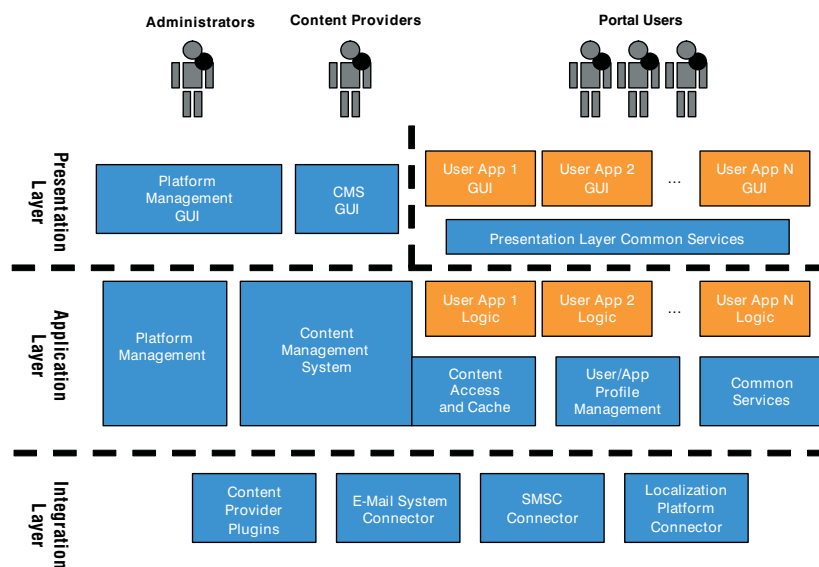 Administrators
Content Providers
Portal Users
Presentation
Layer
Platform
Management
GUI
CMS
GUI
User App 1
GUI
User App 2
GUI
...
User App N
GUI
Presentation Layer Common Services
Application
Layer
Platform
Management
Content
Management
System
User App 1
Logic
User App 2
Logic
...
User App N
Logic
Content
Access
and Cache
User/App
Profile
Management
Common
Services
Integration
Layer
Content
Provider
Plugins
E-Mail System
Connector
SMSC
Connector
Localization
Platform
Connector